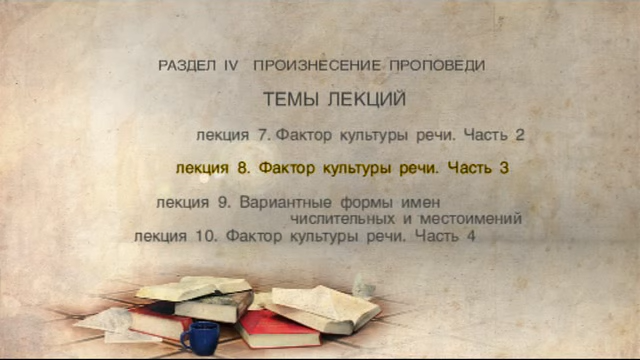 РАЗДЕЛ IV ПРОИЗНЕСЕНИЕ ПРОПОВЕДИ
ТЕМЫ ЛЕКЦИЙ
лекция 7. Фактор культуры речи. Часть 2
лекция 8. Фактор культуры речи. Часть 3
лекция 9. Вариантные формы имен
числительных и местоимений
лекция 10. Фактор культуры речи. Часть 4